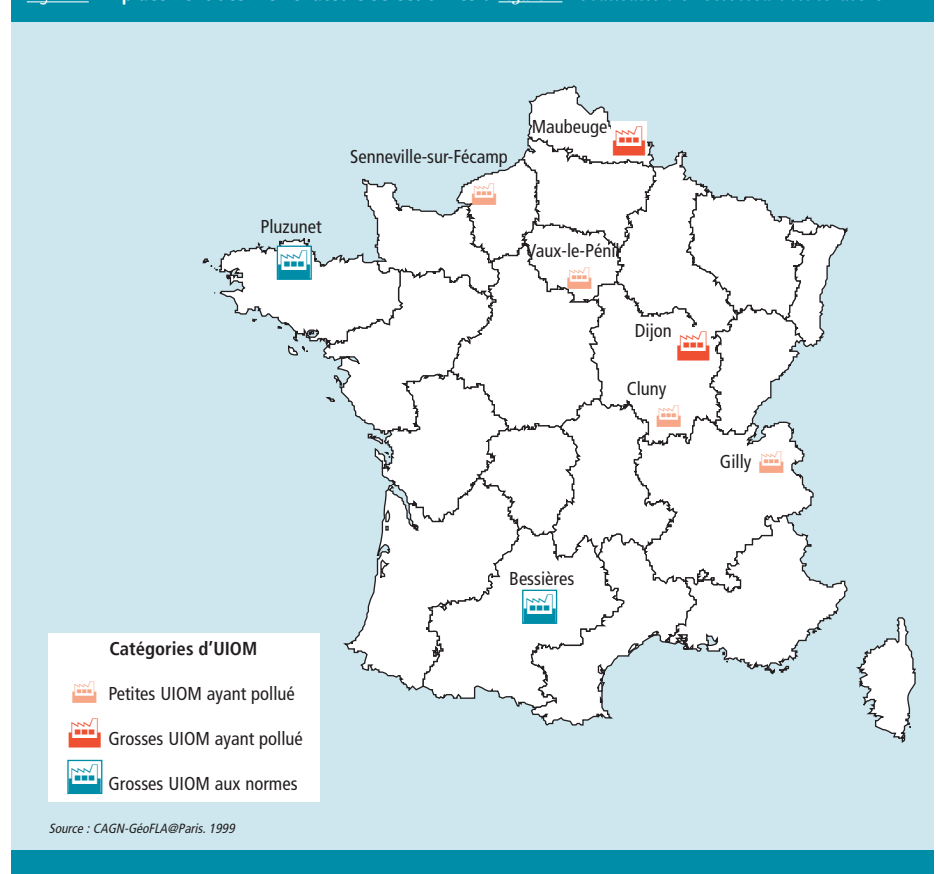 Maubeuge
Senneville-sur-Fécamp
Pluzunet
Vaux-le-Pénil
Dijon
Cluny
Gilly
Bessières
Catégories d'UIOM
Petites UIOM ayant pollué
Grosses UIOM ayant pollué
Grosses UIOM aux normes
Source : CAGN-GéoFLA@Paris. 1999